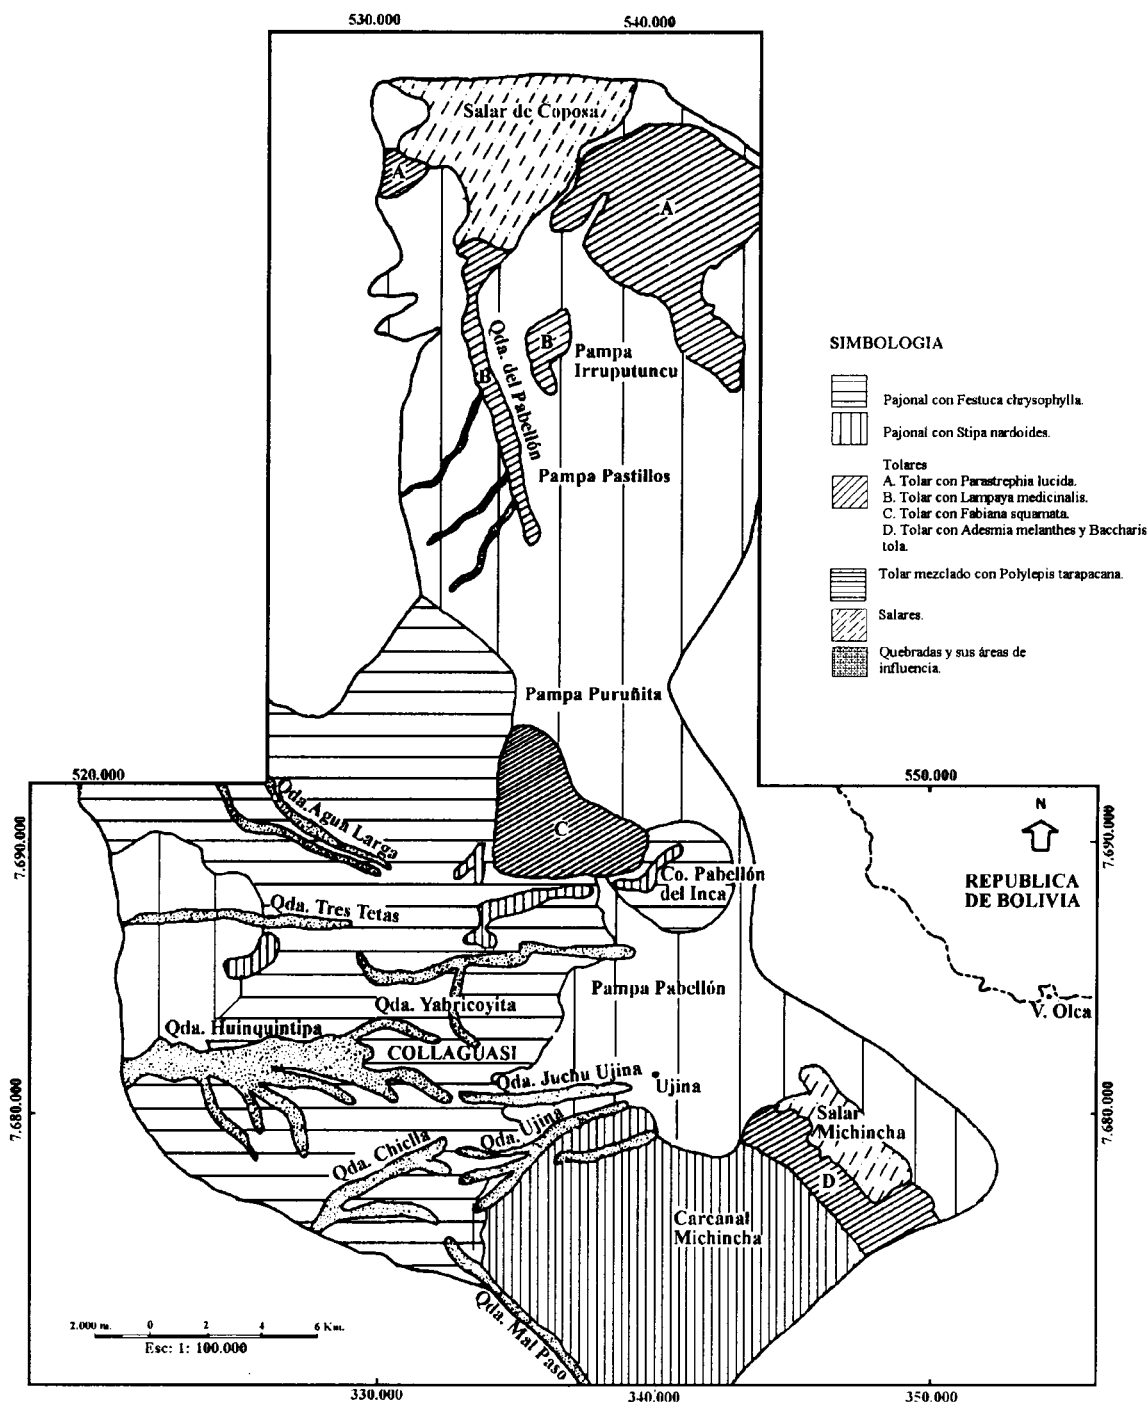 530.000
540.000
Salar de Coposa
A
A
Qda. del Pabellón
B
B
Pampa
Irruputuncu
Pampa Pastillos
SIMBOLOGIA
Pajonal con Festuca chrysophylla.
Pajonal con Stipa nardoides.
Tolares
A. Tolar con Parastrephia lucida.
B. Tolar con Lampaya medicinalis.
C. Tolar con Fabiana squamata.
D. Tolar con Adesmia melanthes y Baccharis
tola.
Tolar mezclado con Polylepis tarapacana.
Salares.
Quebradas y sus áreas de
influencia.
Pampa Puruñita
520.000
550.000
Qda. Agua Larga
C
7.690.000
7.690.000
N
REPUBLICA
DE BOLIVIA
Co. Pabellón
del Inca
Qda. Tres Tetas
Pampa Pabellón
V. Olca
Qda. Yabricoyita
Qda. Huinquintipa
COLLAGUASI
Qda. Juchu Ujina
Ujina
7.680.000
7.680.000
Salar
Michincha
Qda. Ujina
Qda. Chiclla
D
Carcanal
Michincha
Qda. Mal Paso
2.000 m.
0
2
4
6 Km.
Esc: 1: 100.000
330.000
340.000
350.000